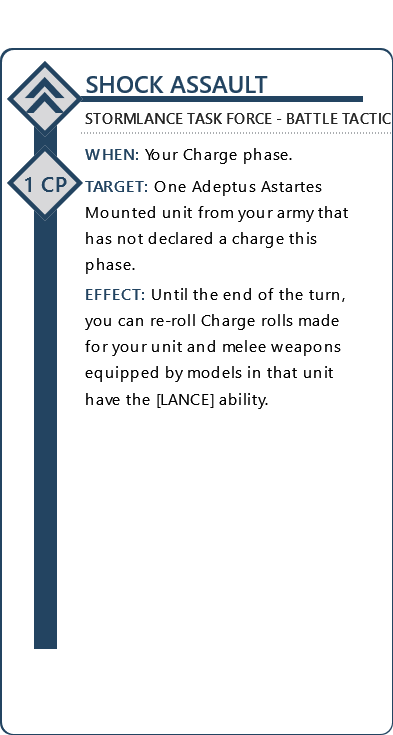 SHOCK ASSAULT
STORMLANCE TASK FORCE - BATTLE TACTIC
1 CP
WHEN: Your Charge phase.
TARGET: One Adeptus Astartes
Mounted unit from your army that
has not declared a charge this
phase.
EFFECT: Until the end of the turn,
you can re-roll Charge rolls made
for your unit and melee weapons
equipped by models in that unit
have the [LANCE] ability.